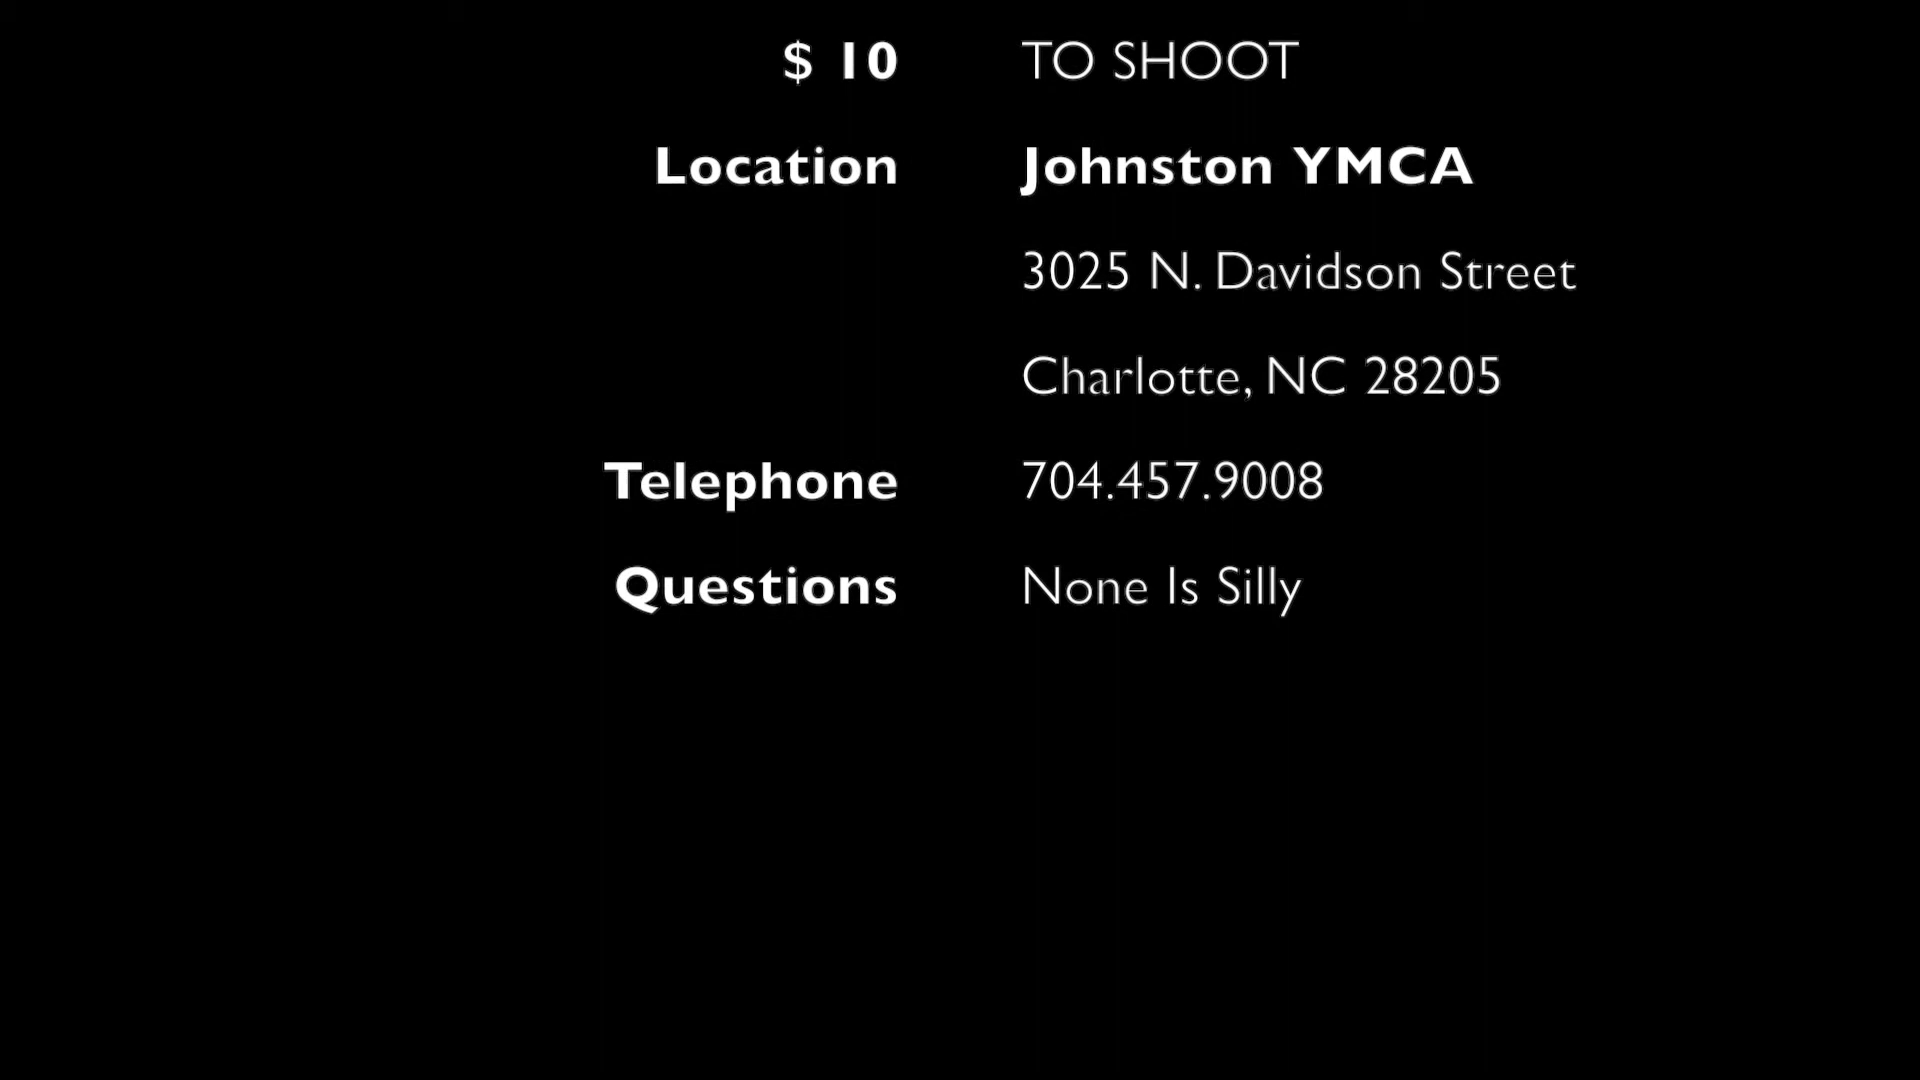 $ 10 TO SHOOT
Location Johnston YMCA
3025 N. Davidson Street
Charlotte, NC 28205
Telephone 704.457.9008
Questions None Is Silly